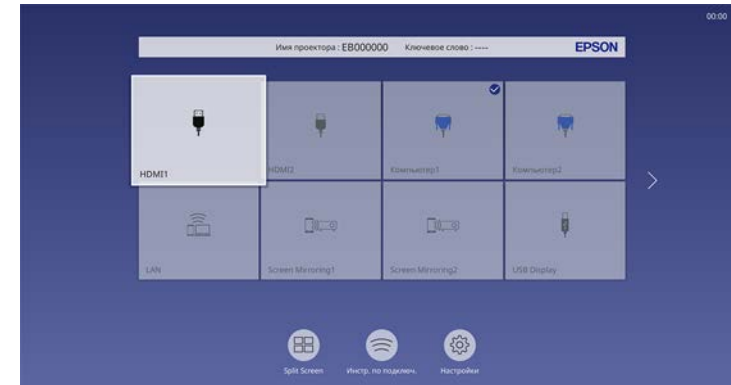 00:00
Имя проектора : EB000000 Ключевое слово : ---- EPSON
HDMI1 HDMI2 Компьютер1 Компьютер2
LAN Screen Mirroring1 Screen Mirroring2 USB Display
Split Screen Инстр. по подключ. Настройки